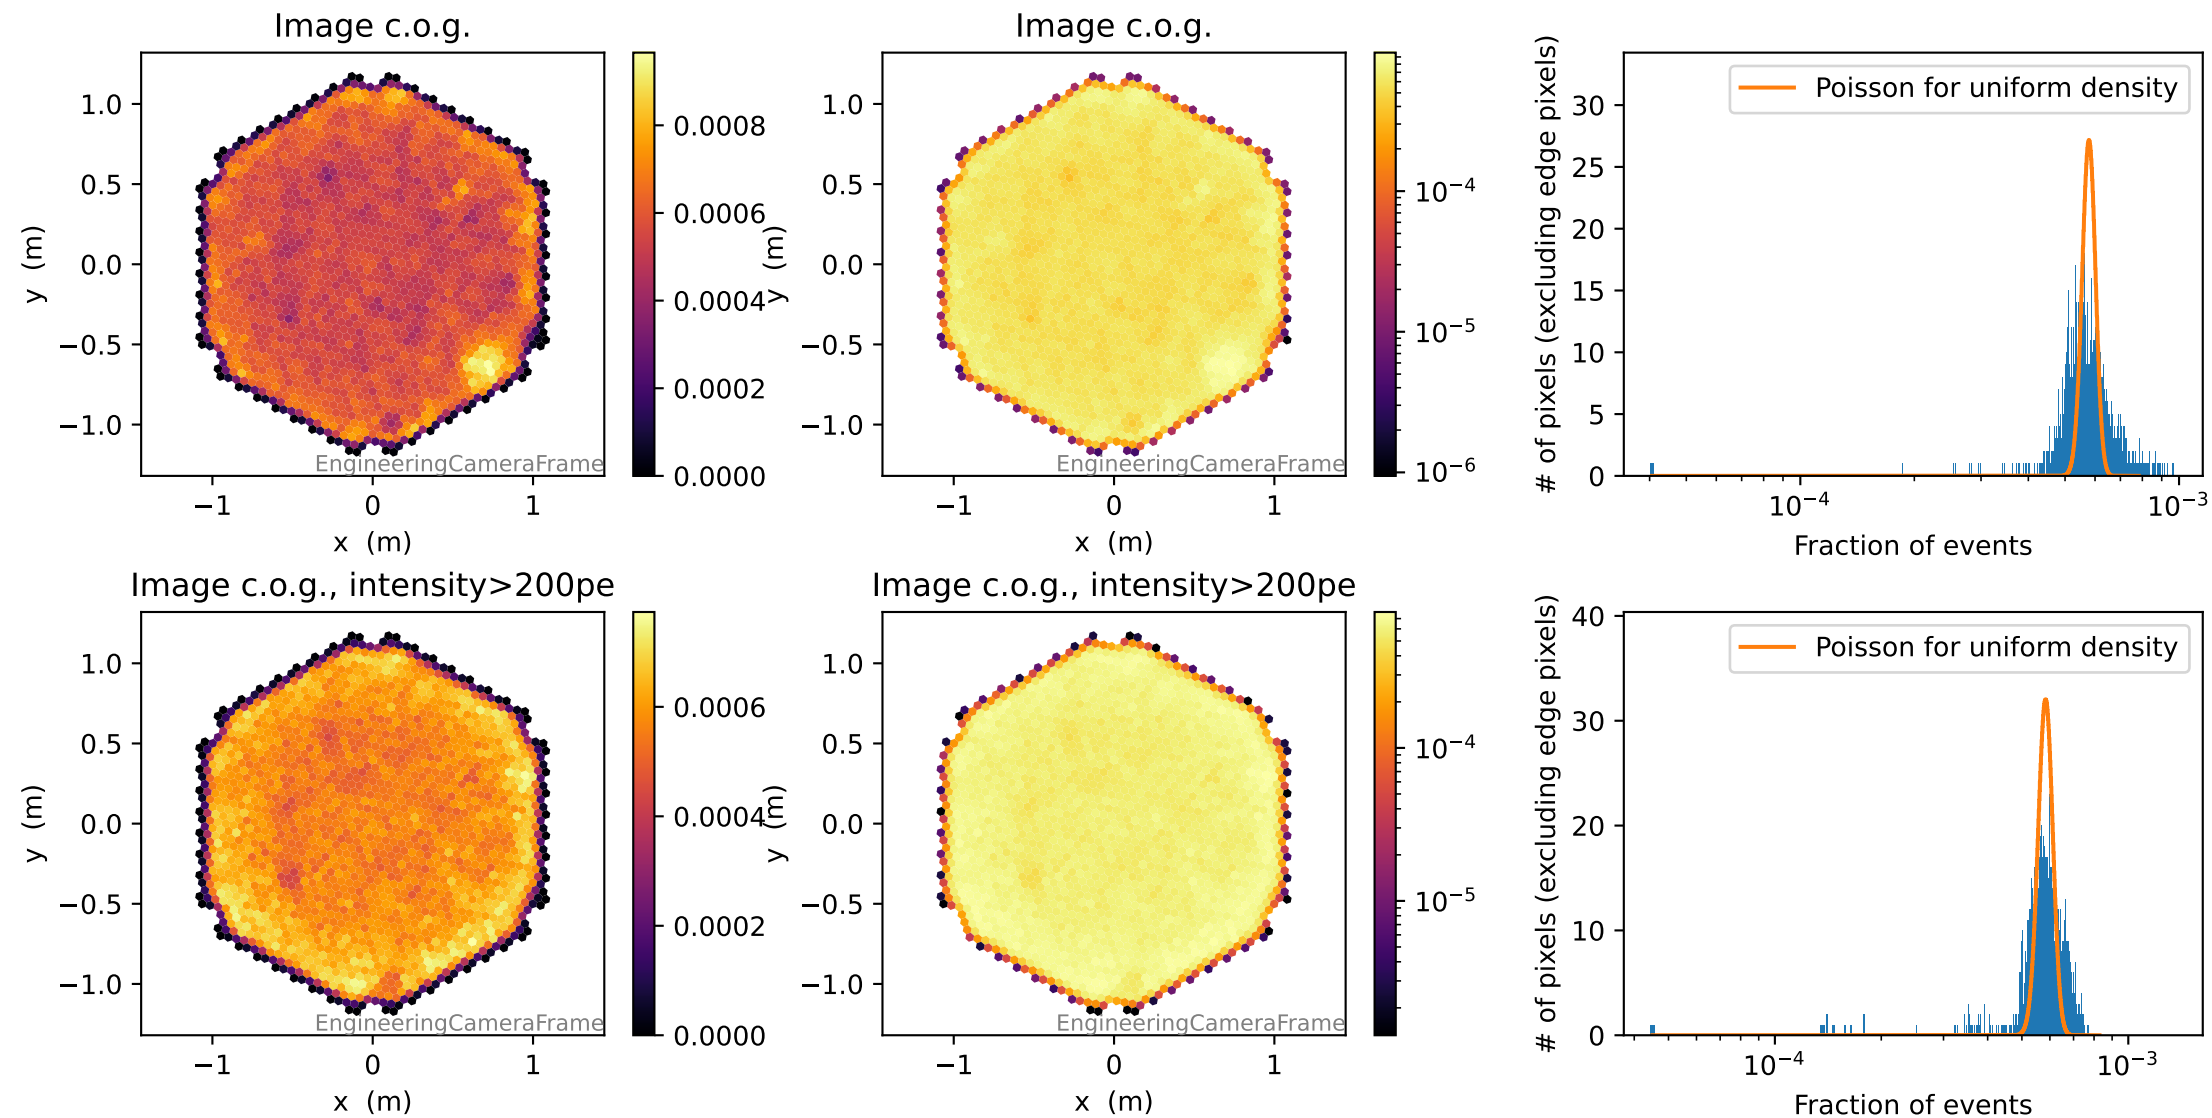 Image c.o.g.
1.0
0.5
0.0
−0.5
−1.0
y (m)
−1
0
1
x (m)
EngineeringCameraFrame
0.0008
0.0006
0.0004
0.0002
0.0000
Image c.o.g.
1.0
0.5
0.0
−0.5
−1.0
y (m)
−1
0
1
x (m)
EngineeringCameraFrame
10⁻⁴
10⁻⁵
10⁻⁶
Poisson for uniform density
# of pixels (excluding edge pixels)
30
25
20
15
10
5
0
10⁻⁴
10⁻³
Fraction of events
Image c.o.g., intensity>200pe
1.0
0.5
0.0
−0.5
−1.0
y (m)
−1
0
1
x (m)
EngineeringCameraFrame
0.0006
0.0004
0.0002
0.0000
Image c.o.g., intensity>200pe
1.0
0.5
0.0
−0.5
−1.0
y (m)
−1
0
1
x (m)
EngineeringCameraFrame
10⁻⁴
10⁻⁵
Poisson for uniform density
# of pixels (excluding edge pixels)
40
30
20
10
0
10⁻⁴
10⁻³
Fraction of events